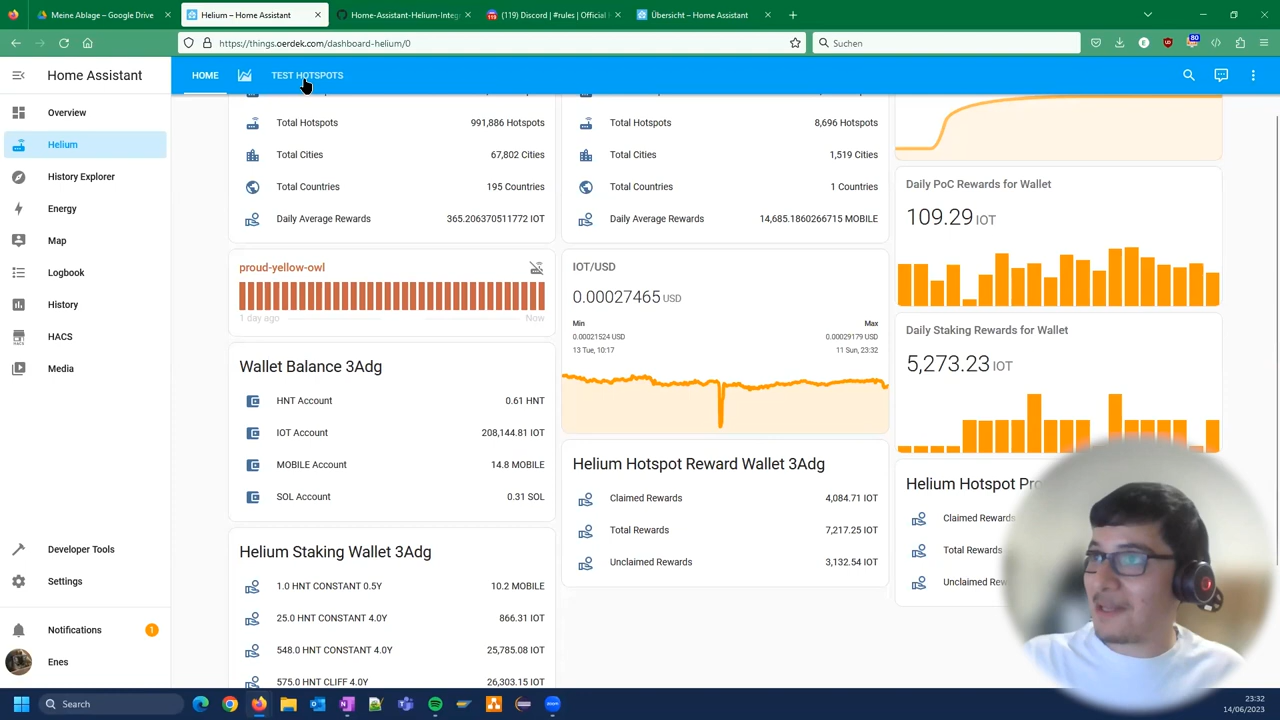 Meine Ablage – Google Drive
Helium – Home Assistant
Home-Assistant-Helium-Integ
(119) Discord | #rules | Official
Übersicht – Home Assistant
https://things.oerdek.com/dashboard-helium/0
Suchen
80
Home Assistant
HOME
TEST HOTSPOTS
Overview
Helium
History Explorer
Energy
Map
Logbook
History
HACS
HACS
Media
Developer Tools
Settings
Notifications
1
Enes
Total Hotspots
991,886 Hotspots
Total Cities
67,802 Cities
Total Countries
195 Countries
Daily Average Rewards
365.206370511772 IOT
proud-yellow-owl
1 day ago
Now
Wallet Balance 3Adg
HNT Account
0.61 HNT
IOT Account
208,144.81 IOT
MOBILE Account
14.8 MOBILE
SOL Account
0.31 SOL
Helium Staking Wallet 3Adg
1.0 HNT CONSTANT 0.5Y
10.2 MOBILE
25.0 HNT CONSTANT 4.0Y
866.31 IOT
548.0 HNT CONSTANT 4.0Y
25,785.08 IOT
575.0 HNT CLIFF 4.0Y
26,303.15 IOT
Total Hotspots
8,696 Hotspots
Total Cities
1,519 Cities
Total Countries
1 Countries
Daily Average Rewards
14,685.1860266715 MOBILE
IOT/USD
0.00027465 USD
Min
Max
0.00021524 USD
0.00029179 USD
13 Tue, 10:17
11 Sun, 23:32
Helium Hotspot Reward Wallet 3Adg
Claimed Rewards
4,084.71 IOT
Total Rewards
7,217.25 IOT
Unclaimed Rewards
3,132.54 IOT
Daily PoC Rewards for Wallet
109.29 IOT
Daily Staking Rewards for Wallet
5,273.23 IOT
Helium Hotspot Pr
Claimed Rewards
Total Rewards
Unclaimed Rew
Search
23:32
14/06/2023